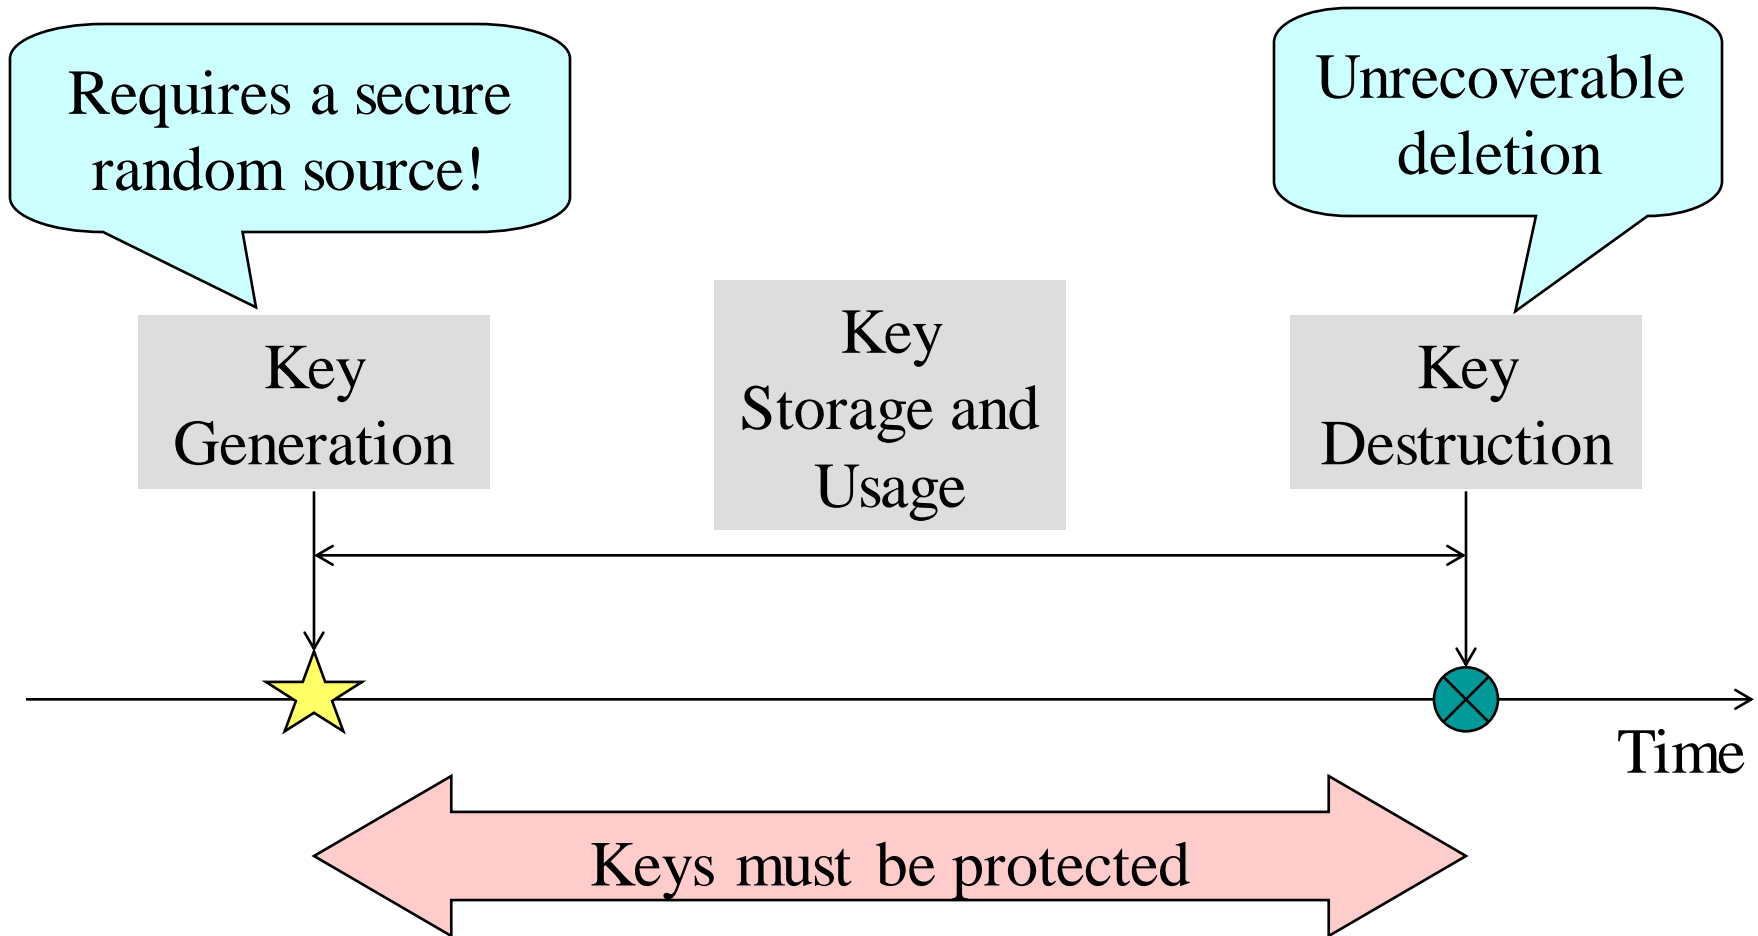 Requires a secure
random source!
Unrecoverable
deletion
Key
Generation
Key
Storage and
Usage
Key
Destruction
Time
Keys must be protected